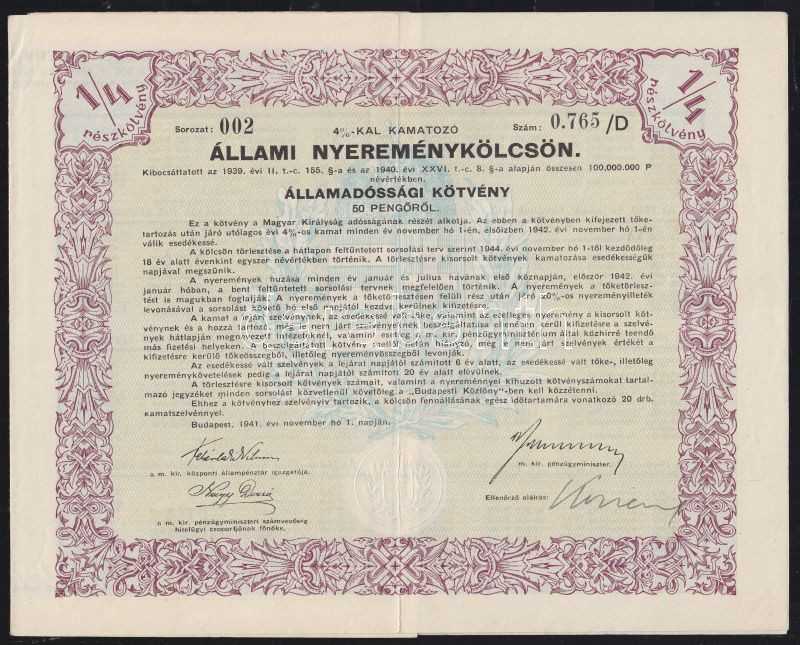 1/4
részkötvény
1/4
részkötvény
Sorozat: 002
4%-KAL KAMATOZÓ
Szám: 0.765 /D
ÁLLAMI NYEREMÉNYKÖLCSÖN.
Kibocsáttatott az 1939. évi II. t.-c. 155. §-a és az 1940. évi XXVI. t.-c. 8. §-a alapján összesen 100,000.000 P
névértékben.
ÁLLAMADÓSSÁGI KÖTVÉNY
50 PENGŐRŐL.
Ez a kötvény a Magyar Királyság adósságának részét alkotja. Az ebben a kötvényben kifejezett tőke-
tartozás után járó utólagos évi 4%-os kamat minden év november hó 1-én, elsőízben 1942. évi november hó 1-én
válik esedékessé.
A kölcsön törlesztése a hátlapon feltüntetett sorsolási terv szerint 1944. évi november hó 1-től kezdődőleg
18 év alatt évenkint egyszer névértékben történik. A törlesztésre kisorsolt kötvények kamatozása esedékességük
napjával megszünik.
A nyeremények huzása minden év január és julius havának első köznapján, először 1942. évi
január hóban, a bent feltüntetett sorsolási tervnek megfelelően történik. A nyeremények a tőketörlesz-
tést is magukban foglalják. A nyeremények a tőketörlesztésen felüli rész után járó 20%-os nyereményilleték
levonásával a sorsolást követő hó első napjától kezdve kerülnek kifizetésre.
A kamat a lejárt szelvénynek, az esedékessé vált tőke, valamint az esetleges nyeremény a kisorsolt köt-
vénynek és a hozzá tartozó, még le nem járt szelvényeknek beszolgáltatása ellenében kerül kifizetésre a szelvé-
nyek hátlapján megnevezett intézeteknél, valamint esetleg a m. kir. pénzügyminisztérium által közhirré teendő
más fizetési helyeken. A beszolgáltatott kötvény mellől netán hiányzó, még le nem járt szelvények értékét a
kifizetésre kerülő tőkeösszegből, illetőleg nyereményösszegből levonják.
Az esedékessé vált szelvények a lejárat napjától számított 6 év alatt, az esedékessé vált tőke-, illetőleg
nyereménykövetelések pedig a lejárat napjától számítottt 20 év alatt elévülnek.
A törlesztésre kisorsolt kötvények számait, valamint a nyereménnyel kihuzott kötvényszámokat tartal-
mazó jegyzéket minden sorsolást közvetlenül követőleg a „Budapesti Közlöny"-ben kell közzétenni.
Ehhez a kötvényhez szelvényív tartozik, a kölcsön fennállásának egész időtartamára vonatkozó 20 drb.
kamatszelvénnyel.
Budapest, 1941. évi november hó 1. napján.
a m. kir. központi állampénztár igazgatója.
m. kir. pénzügyminiszter.
Nagy Dezső
Ellenőrző aláírás:
a m. kir. pénzügyminiszteri számvevőség
hitelügyi csoportjának főnöke.